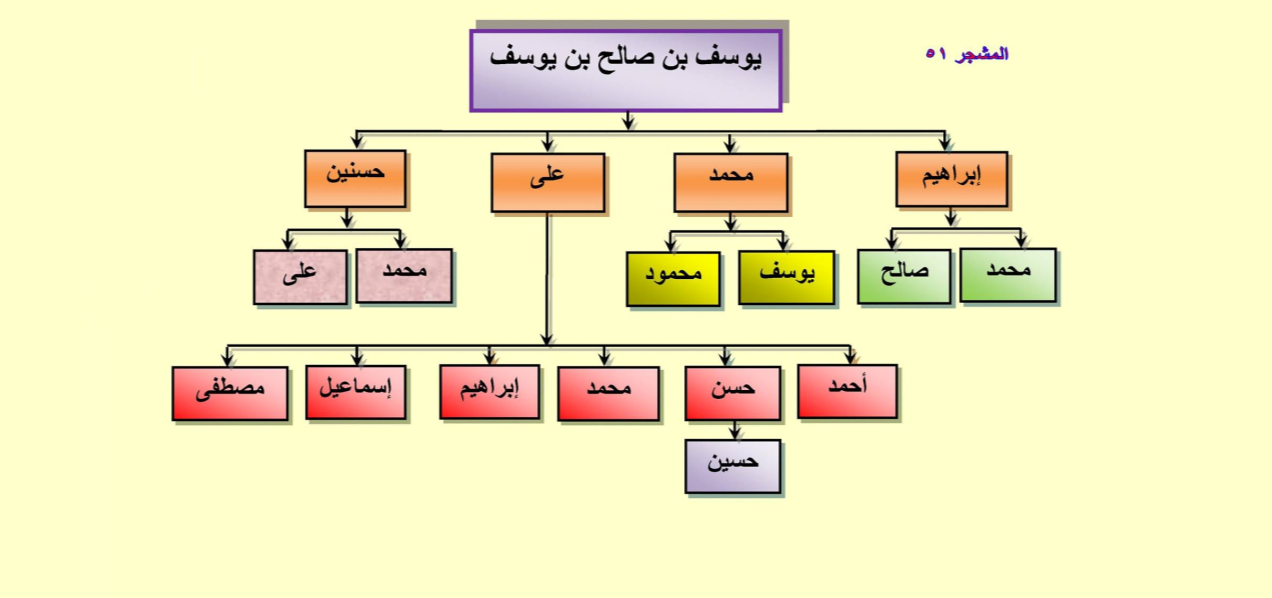 المشجر ٥١
يوسف بن صالح بن يوسف
إبراهيم
محمد
على
حسنين
محمد
صالح
يوسف
محمود
محمد
على
أحمد
حسن
محمد
إبراهيم
إسماعيل
مصطفى
حسين